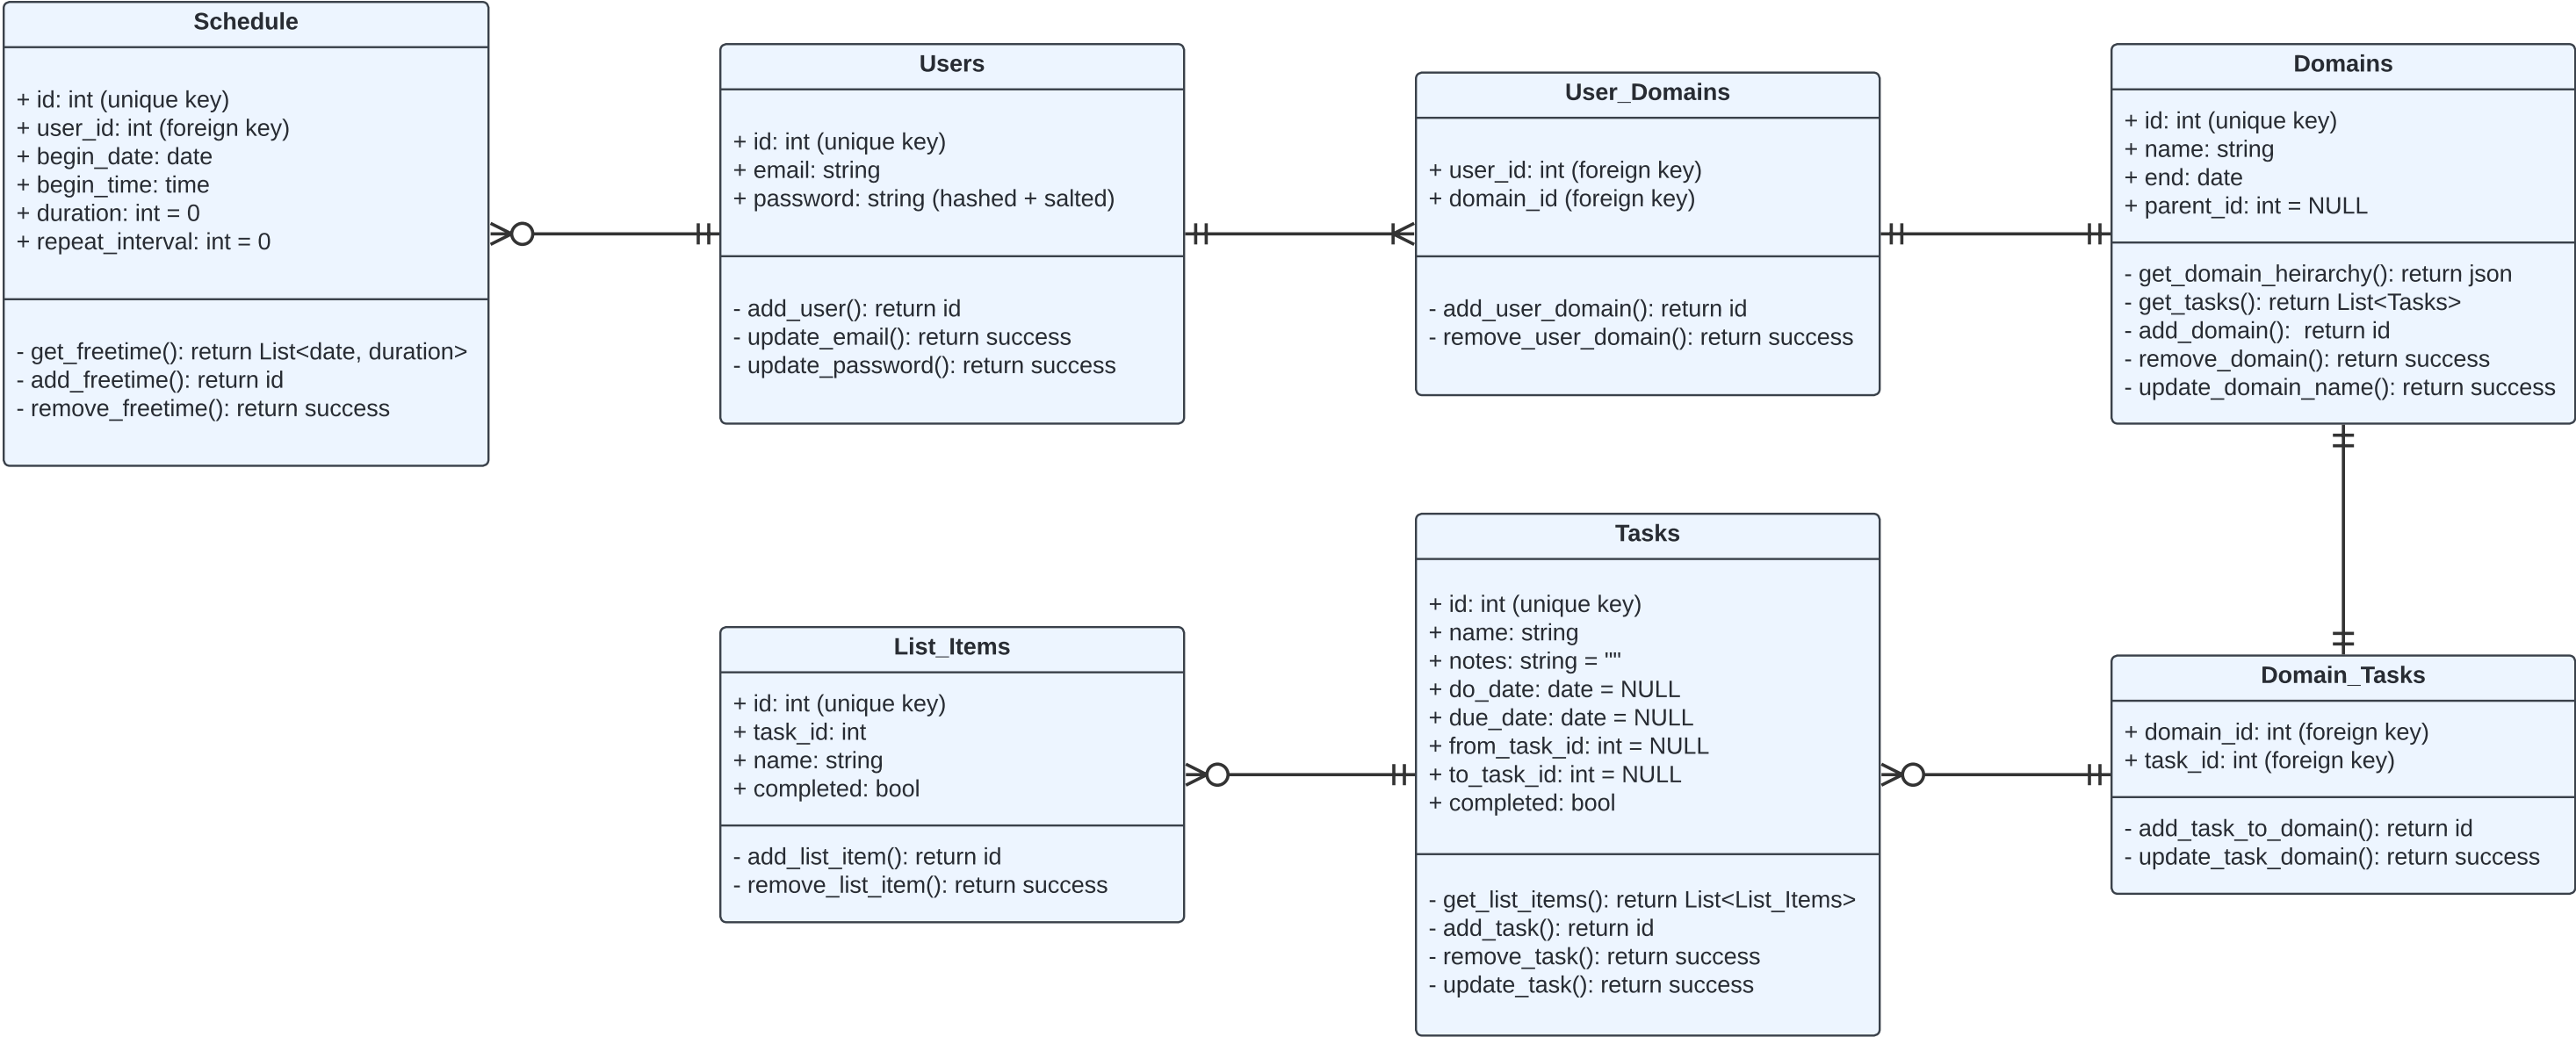 Schedule
+ id: int (unique key)
+ user_id: int (foreign key)
+ begin_date: date
+ begin_time: time
+ duration: int = 0
+ repeat_interval: int = 0
- get_freetime(): return List<date, duration>
- add_freetime(): return id
- remove_freetime(): return success
Users
+ id: int (unique key)
+ email: string
+ password: string (hashed + salted)
- add_user(): return id
- update_email(): return success
- update_password(): return success
User_Domains
+ user_id: int (foreign key)
+ domain_id (foreign key)
- add_user_domain(): return id
- remove_user_domain(): return success
Domains
+ id: int (unique key)
+ name: string
+ end: date
+ parent_id: int = NULL
- get_domain_heirarchy(): return json
- get_tasks(): return List<Tasks>
- add_domain():  return id
- remove_domain(): return success
- update_domain_name(): return success
List_Items
+ id: int (unique key)
+ task_id: int
+ name: string
+ completed: bool
- add_list_item(): return id
- remove_list_item(): return success
Tasks
+ id: int (unique key)
+ name: string
+ notes: string = ""
+ do_date: date = NULL
+ due_date: date = NULL
+ from_task_id: int = NULL
+ to_task_id: int = NULL
+ completed: bool
- get_list_items(): return List<List_Items>
- add_task(): return id
- remove_task(): return success
- update_task(): return success
Domain_Tasks
+ domain_id: int (foreign key)
+ task_id: int (foreign key)
- add_task_to_domain(): return id
- update_task_domain(): return success